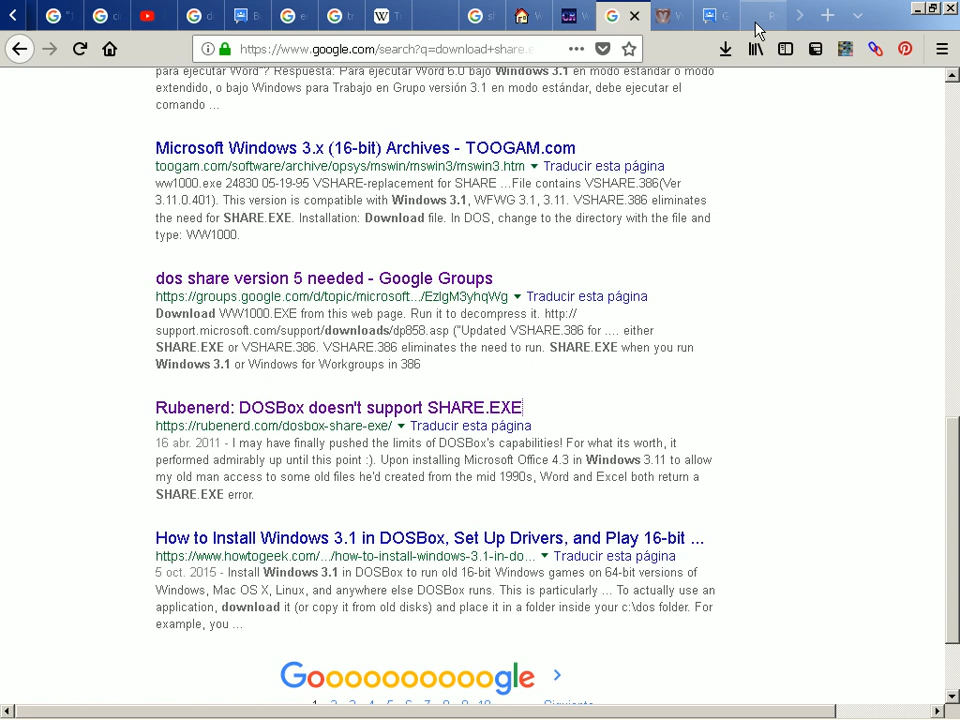 https://www.google.com/search?q=download+share.e
para ejecutar Word"? Respuesta: Para ejecutar Word 6.0 bajo Windows 3.1 en modo estándar o modo
extendido, o bajo Windows para Trabajo en Grupo versión 3.1 en modo estándar, debe ejecutar el
comando ...
Microsoft Windows 3.x (16-bit) Archives - TOOGAM.com
toogam.com/software/archive/opsys/mswin/mswin3/mswin3.htm ▼ Traducir esta página
ww1000.exe 24830 05-19-95 VSHARE-replacement for SHARE ...File contains VSHARE.386(Ver
3.11.0.401). This version is compatible with Windows 3.1, WFWG 3.1, 3.11. VSHARE.386 eliminates
the need for SHARE.EXE. Installation: Download file. In DOS, change to the directory with the file and
type: WW1000.
dos share version 5 needed - Google Groups
https://groups.google.com/d/topic/microsoft.../EzIgM3yhqWg ▼ Traducir esta página
Download WW1000.EXE from this web page. Run it to decompress it. http://
support.microsoft.com/support/downloads/dp858.asp ("Updated VSHARE.386 for .... either
SHARE.EXE or VSHARE.386. VSHARE.386 eliminates the need to run. SHARE.EXE when you run
Windows 3.1 or Windows for Workgroups in 386
Rubenerd: DOSBox doesn't support SHARE.EXE
https://rubenerd.com/dosbox-share-exe/ ▼ Traducir esta página
16 abr. 2011 - I may have finally pushed the limits of DOSBox's capabilities! For what its worth, it
performed admirably up until this point :). Upon installing Microsoft Office 4.3 in Windows 3.11 to allow
my old man access to some old files he'd created from the mid 1990s, Word and Excel both return a
SHARE.EXE error.
How to Install Windows 3.1 in DOSBox, Set Up Drivers, and Play 16-bit ...
https://www.howtogeek.com/.../how-to-install-windows-3.1-in-do... ▼ Traducir esta página
5 oct. 2015 - Install Windows 3.1 in DOSBox to run old 16-bit Windows games on 64-bit versions of
Windows, Mac OS X, Linux, and anywhere else DOSBox runs. This is particularly ... To actually use an
application, download it (or copy it from old disks) and place it in a folder inside your c:\dos folder. For
example, you ...
Goooooooooogle
1 2 3 4 5 6 7 8 9 10 Siguiente